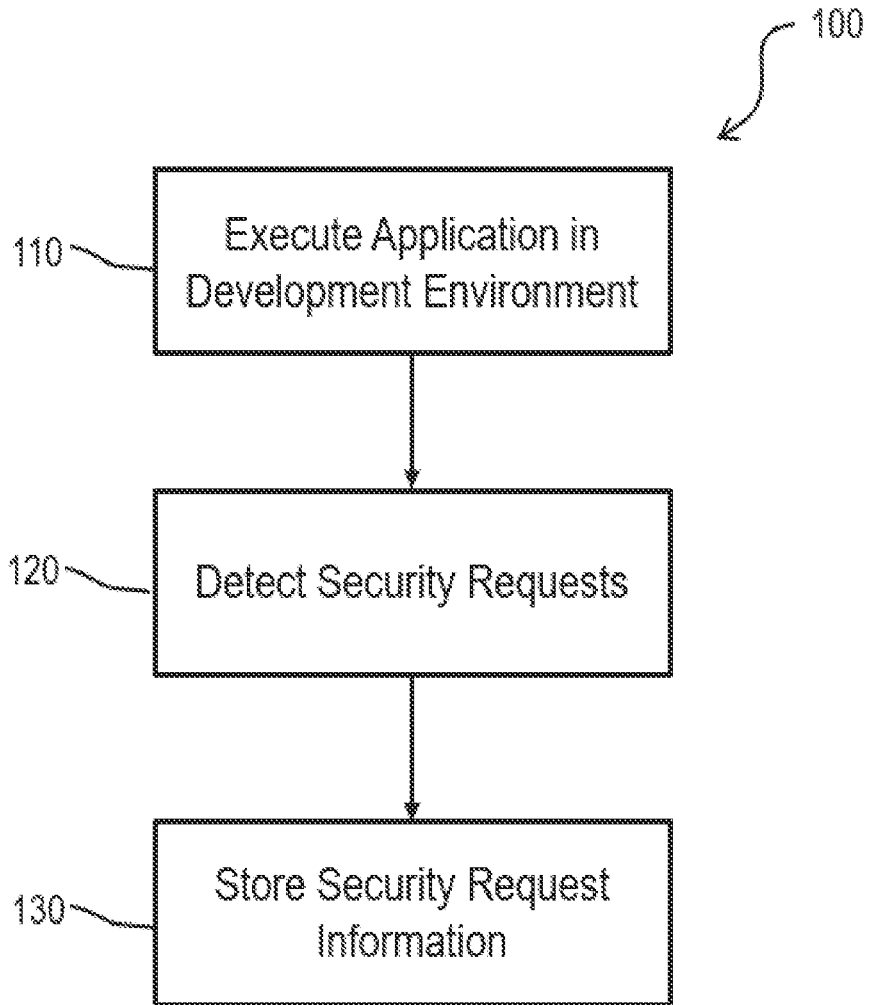 100
110
Execute Application in
Development Environment
120
Detect Security Requests
130
Store Security Request
Information